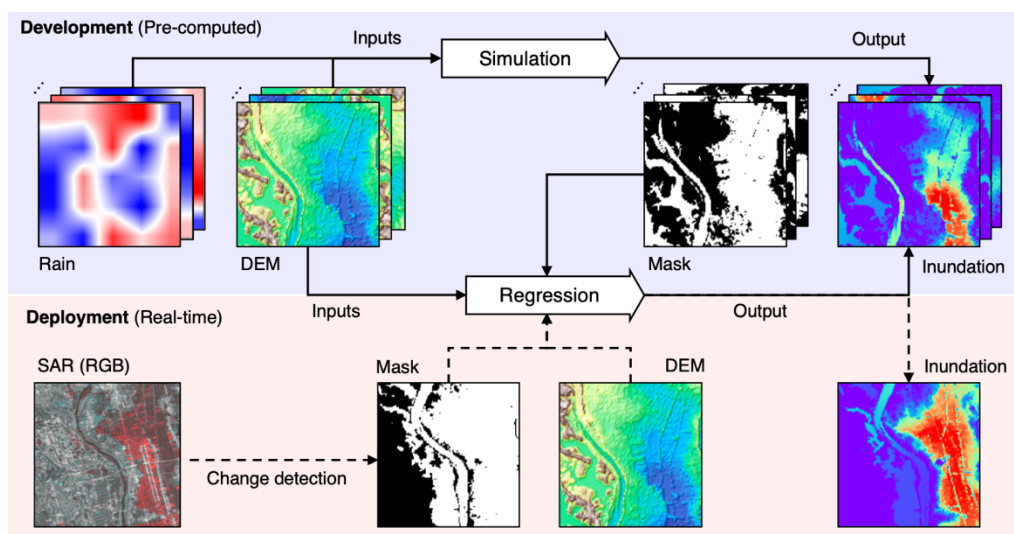 Development (Pre-computed)
Inputs
Simulation
Output
Rain
DEM
Mask
Inundation
Inputs
Regression
Output
Deployment (Real-time)
SAR (RGB)
Mask
DEM
Inundation
Change detection